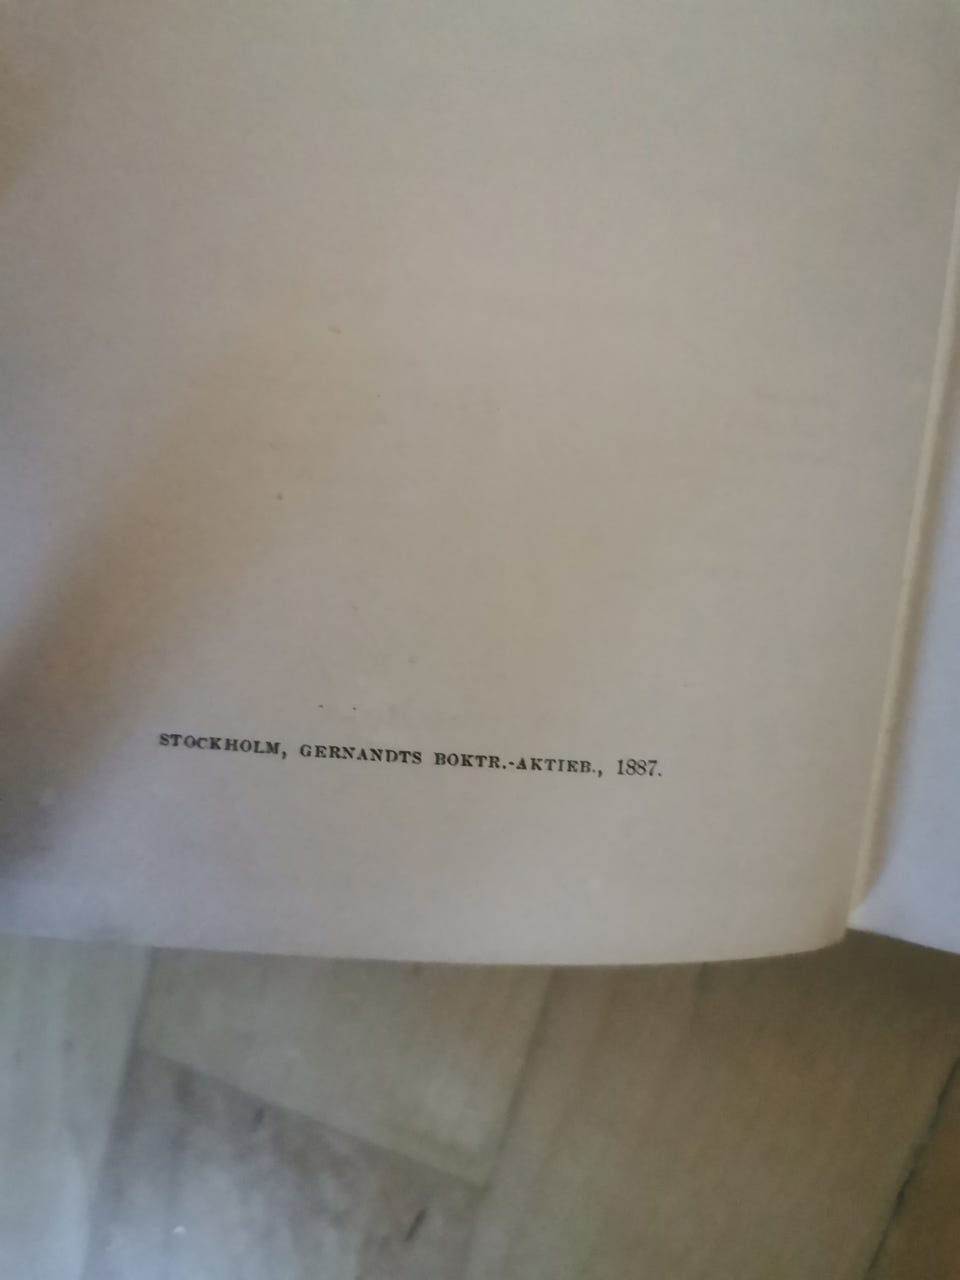 STOCKHOLM, GERNANDTS BOKTR.-AKTIEB., 1887.